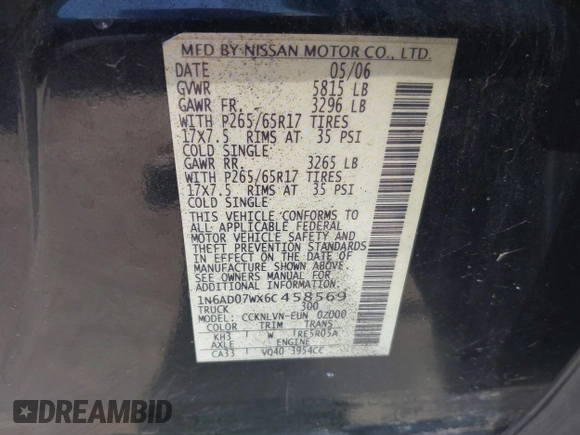 MFD BY NISSAN MOTOR CO., LTD.
DATE 05/06
GVWR 5815 LB
GAWR FR. 3296 LB
WITH P265/65R17 TIRES
17X7.5 RIMS AT 35 PSI
COLD SINGLE
GAWR RR. 3265 LB
WITH P265/65R17 TIRES
17X7.5 RIMS AT 35 PSI
COLD SINGLE
THIS VEHICLE CONFORMS TO
ALL APPLICABLE FEDERAL
MOTOR VEHICLE SAFETY AND
THEFT PREVENTION STANDARDS
IN EFFECT ON THE DATE OF
MANUFACTURE SHOWN ABOVE.
SEE OWNERS MANUAL FOR
ADDITIONAL INFORMATION
1N6AD07WX6C458569
TRUCK 300
MODEL: CCKNLVN-EUN 0Z000
COLOR TRIM TRANS
KH3 W RE5R05A
AXLE ENGINE
CA33 VQ40 3954CC
DREAMBID